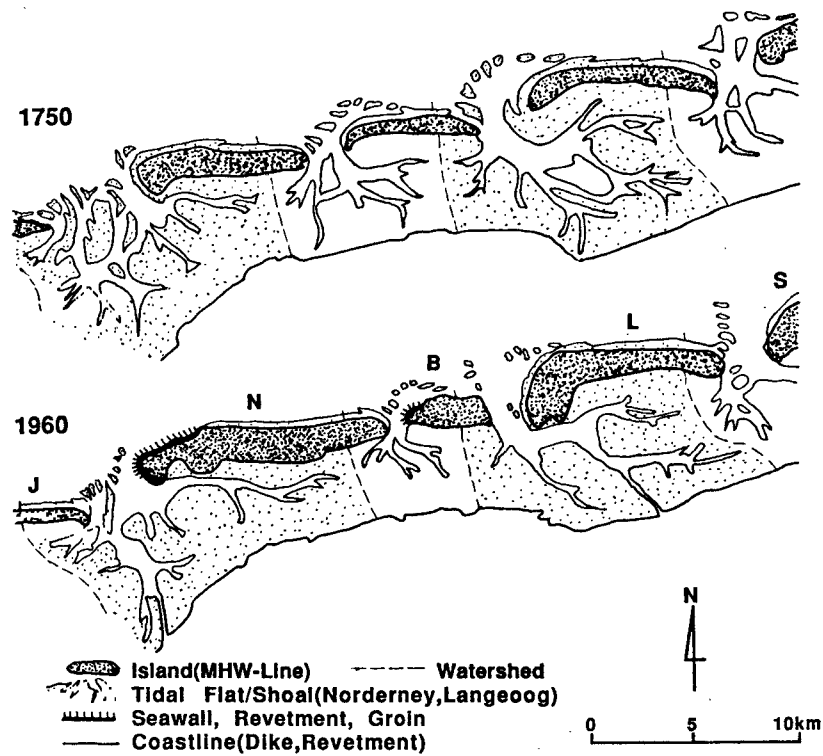 1750
S
L
B
N
1960
J
N
Island(MHW-Line) Watershed
Tidal Flat/Shoal(Norderney,Langeoog)
Seawall, Revetment, Groin
Coastline(Dike,Revetment)
0 5 10km